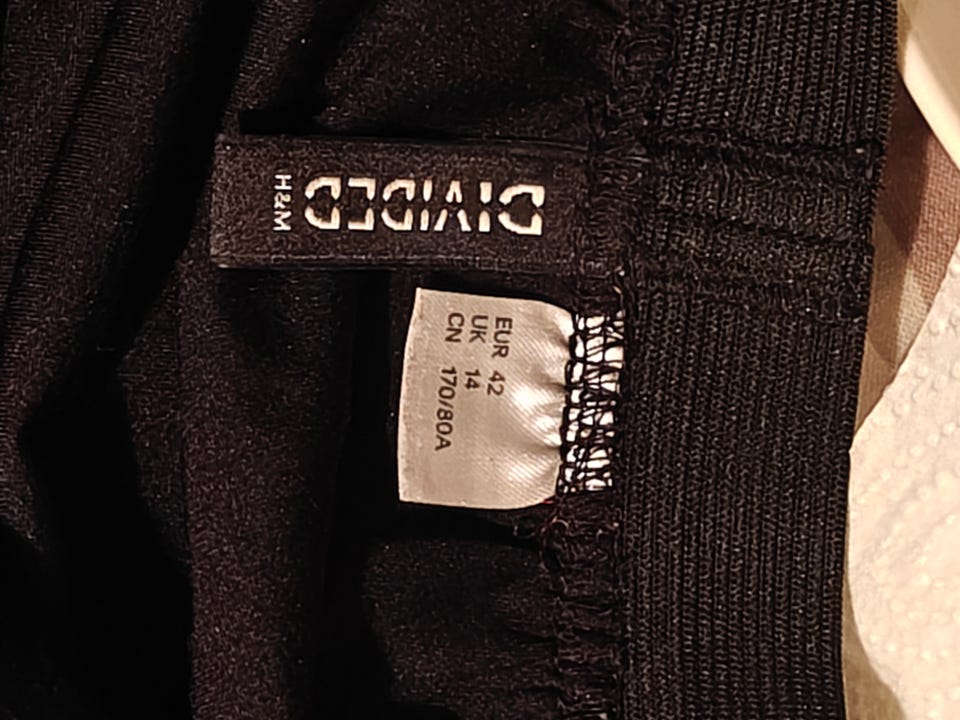 DIVIDED
H&M
EUR 42
UK 14
CN 170/80A